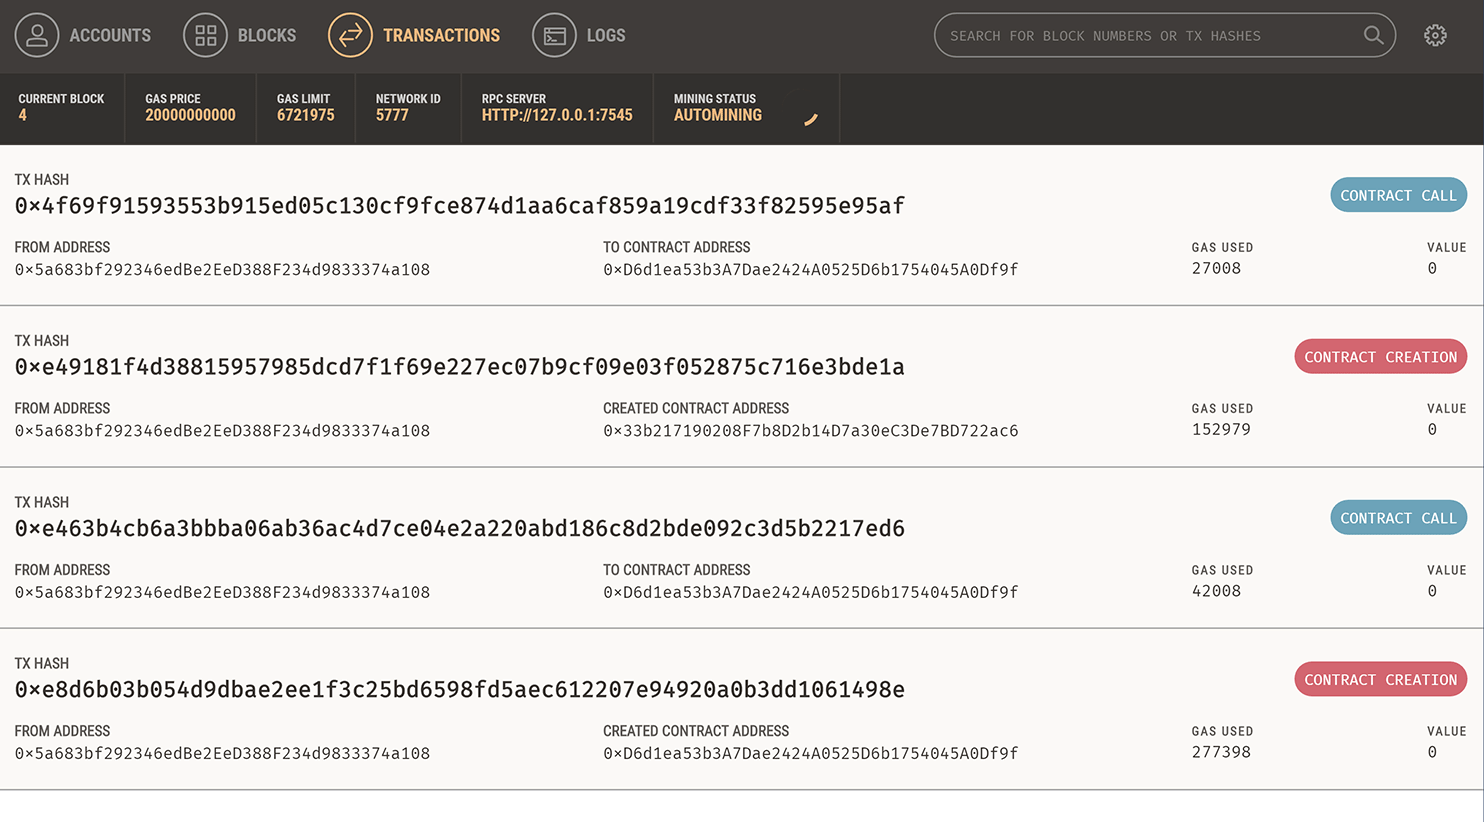 ACCOUNTS BLOCKS TRANSACTIONS LOGS SEARCH FOR BLOCK NUMBERS OR TX HASHES
CURRENT BLOCK GAS PRICE GAS LIMIT NETWORK ID RPC SERVER MINING STATUS
4 20000000000 6721975 5777 HTTP://127.0.0.1:7545 AUTOMINING
TX HASH
0×4f69f91593553b915ed05c130cf9fce874d1aa6caf859a19cdf33f82595e95af CONTRACT CALL
FROM ADDRESS TO CONTRACT ADDRESS GAS USED VALUE
0×5a683bf292346edBe2EeD388F234d9833374a108 0×D6d1ea53b3A7Dae2424A0525D6b1754045A0Df9f 27008 0
TX HASH
0×e49181f4d38815957985dcd7f1f69e227ec07b9cf09e03f052875c716e3bde1a CONTRACT CREATION
FROM ADDRESS CREATED CONTRACT ADDRESS GAS USED VALUE
0×5a683bf292346edBe2EeD388F234d9833374a108 0×33b217190208F7b8D2b14D7a30eC3De7BD722ac6 152979 0
TX HASH
0×e463b4cb6a3bbba06ab36ac4d7ce04e2a220abd186c8d2bde092c3d5b2217ed6 CONTRACT CALL
FROM ADDRESS TO CONTRACT ADDRESS GAS USED VALUE
0×5a683bf292346edBe2EeD388F234d9833374a108 0×D6d1ea53b3A7Dae2424A0525D6b1754045A0Df9f 42008 0
TX HASH
0×e8d6b03b054d9dbae2ee1f3c25bd6598fd5aec612207e94920a0b3dd1061498e CONTRACT CREATION
FROM ADDRESS CREATED CONTRACT ADDRESS GAS USED VALUE
0×5a683bf292346edBe2EeD388F234d9833374a108 0×D6d1ea53b3A7Dae2424A0525D6b1754045A0Df9f 277398 0